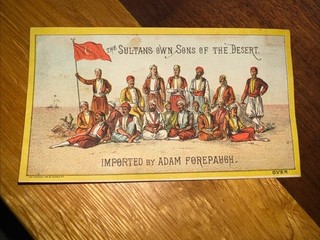 THE SULTANS OWN SONS OF THE DESERT.
IMPORTED BY ADAM FOREPAUGH.
OVER